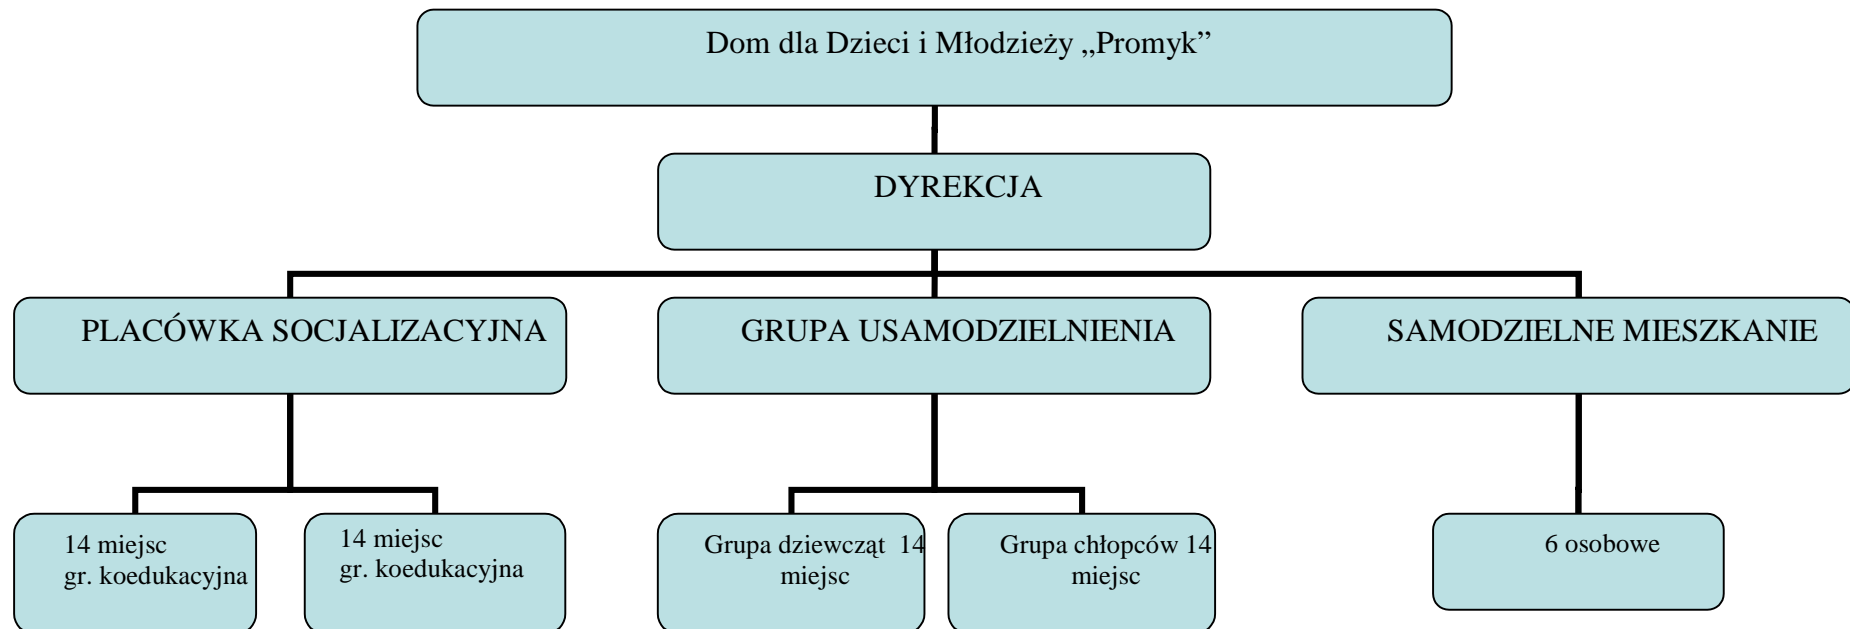 Dom dla Dzieci i Młodzieży „Promyk”
DYREKCJA
PLACÓWKA SOCJALIZACYJNA
GRUPA USAMODZIELNIENIA
SAMODZIELNE MIESZKANIE
14 miejsc
gr. koedukacyjna
14 miejsc
gr. koedukacyjna
Grupa dziewcząt 14
miejsc
Grupa chłopców 14
miejsc
6 osobowe